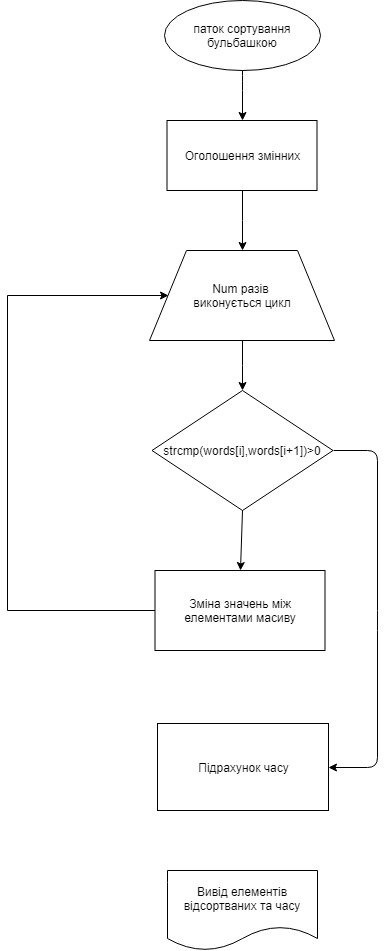 паток сортування
бульбашкою
Оголошення змінних
Num разів
виконується цикл
strcmp(words[i],words[i+1])>0
Зміна значень між
елементами масиву
Підрахунок часу
Вивід елементів
відсортваних та часу